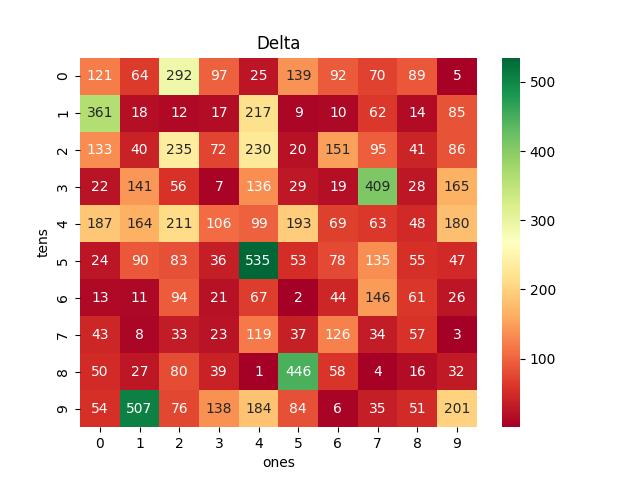 Delta
0 121 64 292 97 25 139 92 70 89 5
1 361 18 12 17 217 9 10 62 14 85
2 133 40 235 72 230 20 151 95 41 86
3 22 141 56 7 136 29 19 409 28 165
4 187 164 211 106 99 193 69 63 48 180
5 24 90 83 36 535 53 78 135 55 47
6 13 11 94 21 67 2 44 146 61 26
7 43 8 33 23 119 37 126 34 57 3
8 50 27 80 39 1 446 58 4 16 32
9 54 507 76 138 184 84 6 35 51 201
0 1 2 3 4 5 6 7 8 9
ones
tens
500
400
300
200
100